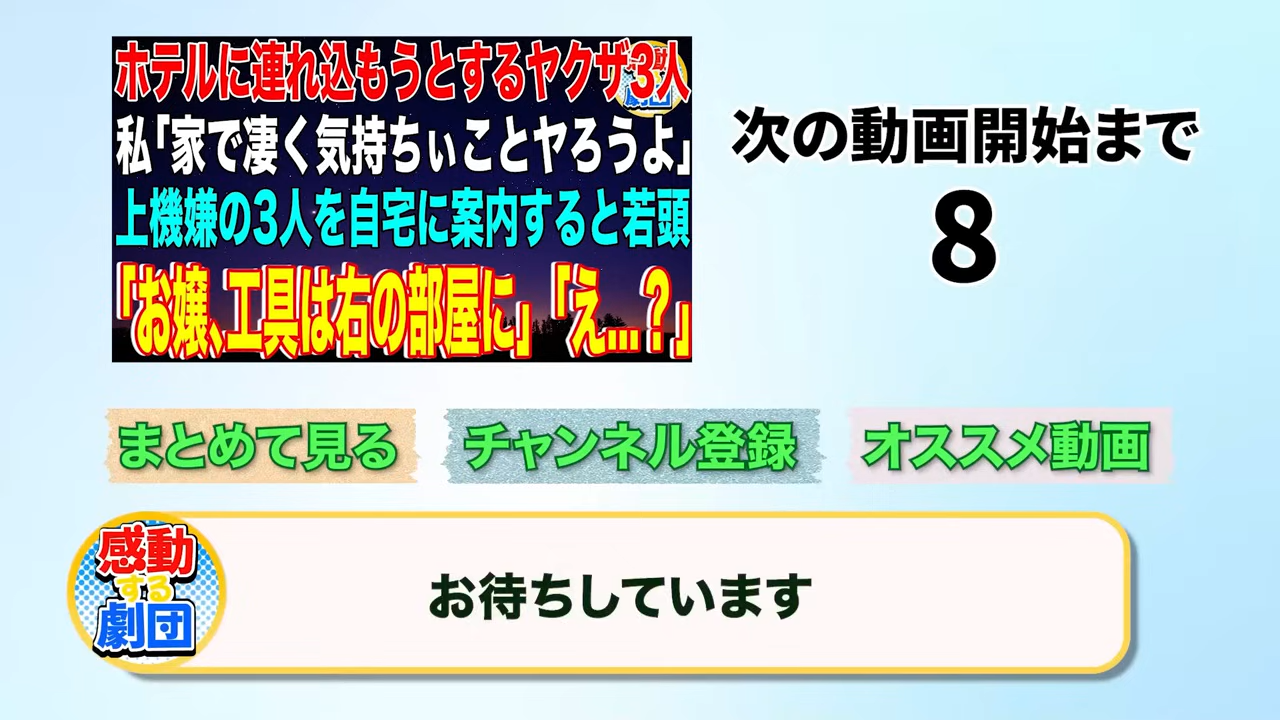 ホテルに連れ込もうとするヤクザ3人
私「家で凄く気持ちぃことヤろうよ」
上機嫌の3人を自宅に案内すると若頭
「お嬢、工具は右の部屋に」「え...？」
次の動画開始まで
8
まとめて見る
チャンネル登録
オススメ動画
感動
する
劇団
お待ちしています